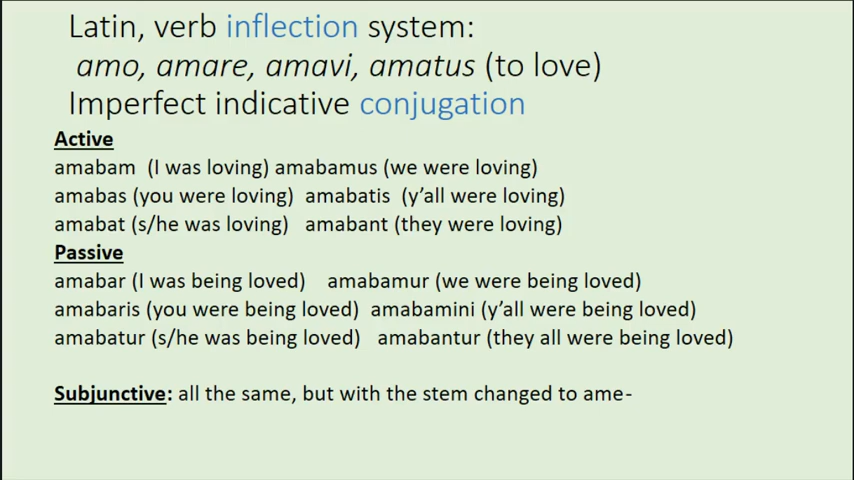 Latin, verb inflection system:
amo, amare, amavi, amatus (to love)
Imperfect indicative conjugation
Active
amabam (I was loving) amabamus (we were loving)
amabas (you were loving) amabatis (y’all were loving)
amabat (s/he was loving) amabant (they were loving)
Passive
amabar (I was being loved) amabamur (we were being loved)
amabaris (you were being loved) amabamini (y’all were being loved)
amabatur (s/he was being loved) amabantur (they all were being loved)
Subjunctive: all the same, but with the stem changed to ame-